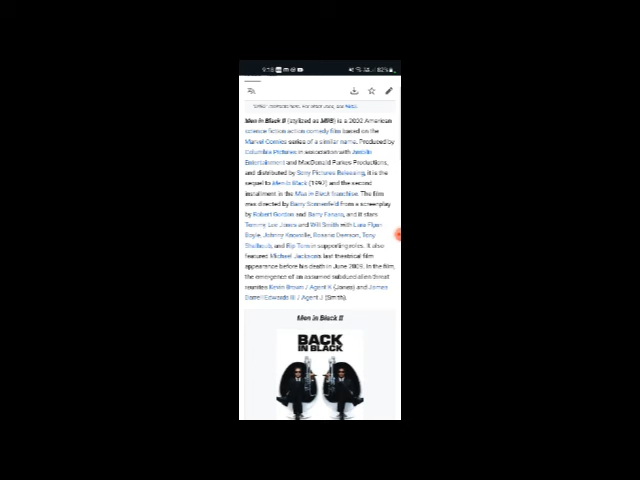 9:18
82%
Men in Black II (stylized as MIIB) is a 2002 American
science fiction action comedy film based on the
Marvel Comics series of a similar name. Produced by
Columbia Pictures in association with Amblin
Entertainment and MacDonald Parkes Productions,
and distributed by Sony Pictures Releasing, it is the
sequel to Men in Black (1997) and the second
installment in the Men in Black franchise. The film
was directed by Barry Sonnenfeld from a screenplay
by Robert Gordon and Barry Fanaro, and it stars
Tommy Lee Jones and Will Smith with Lara Flynn
Boyle, Johnny Knoxville, Rosario Dawson, Tony
Shalhoub, and Rip Torn in supporting roles. It also
featured Michael Jackson's last theatrical film
appearance before his death in June 2009. In the film,
the emergence of an assumed subdued alien threat
reunites Kevin Brown / Agent K (Jones) and James
Darrell Edwards III / Agent J (Smith).
Men in Black II
BACK
IN BLACK